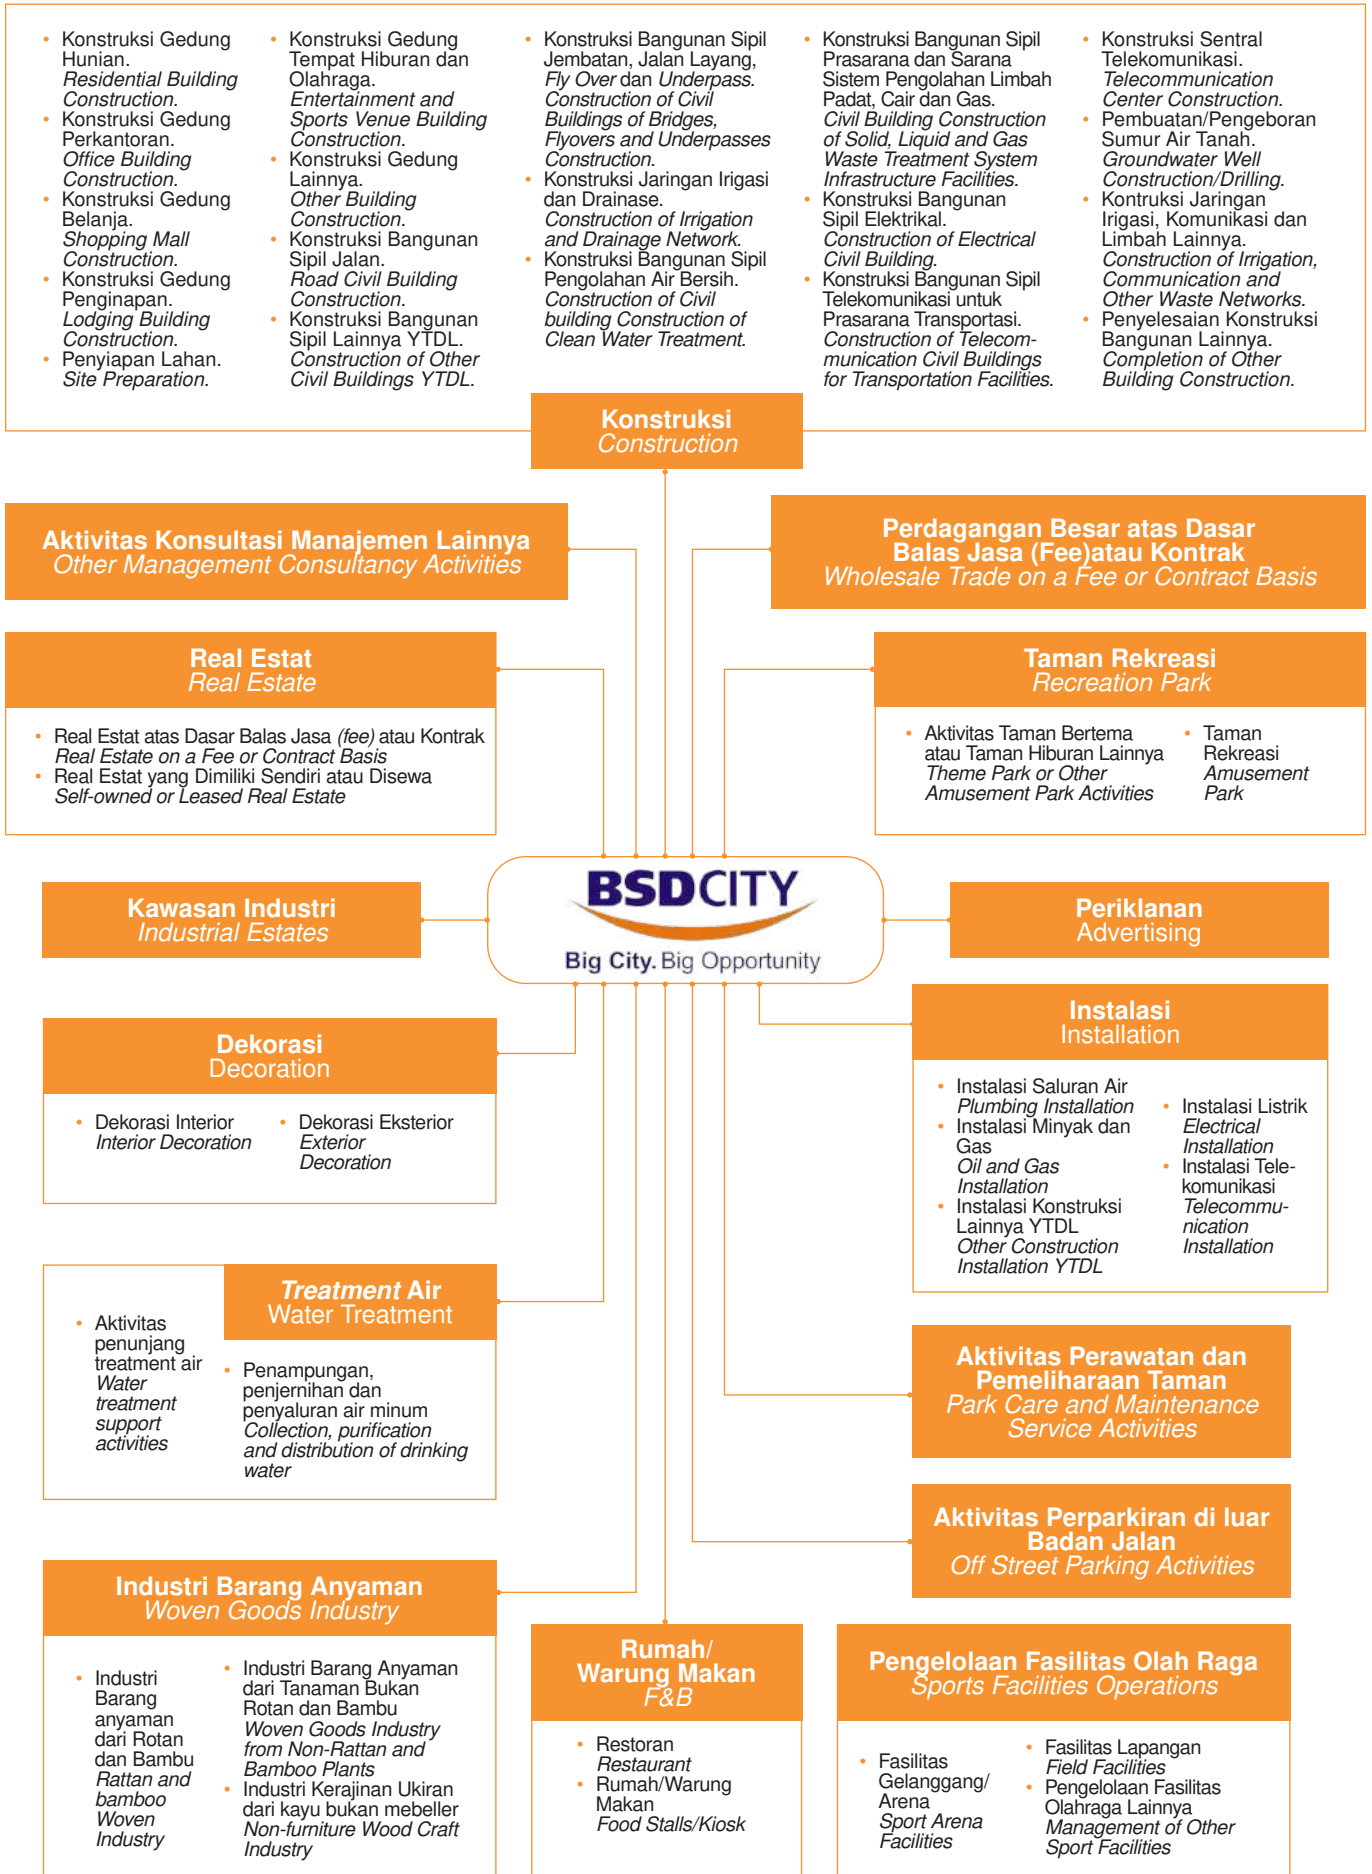 • Konstruksi Gedung
Hunian.
Residential Building
Construction.
• Konstruksi Gedung
Perkantoran.
Office Building
Construction.
• Konstruksi Gedung
Belanja.
Shopping Mall
Construction.
• Konstruksi Gedung
Penginapan.
Lodging Building
Construction.
• Penyiapan Lahan.
Site Preparation.
• Konstruksi Gedung
Tempat Hiburan dan
Olahraga.
Entertainment and
Sports Venue Building
Construction.
• Konstruksi Gedung
Lainnya.
Other Building
Construction.
• Konstruksi Bangunan
Sipil Jalan.
Road Civil Building
Construction.
• Konstruksi Bangunan
Sipil Lainnya YTDL.
Construction of Other
Civil Buildings YTDL.
• Konstruksi Bangunan Sipil
Jembatan, Jalan Layang,
Fly Over dan Underpass.
Construction of Civil
Buildings of Bridges,
Flyovers and Underpasses
Construction.
• Konstruksi Jaringan Irigasi
dan Drainase.
Construction of Irrigation
and Drainage Network.
• Konstruksi Bangunan Sipil
Pengolahan Air Bersih.
Construction of Civil
building Construction of
Clean Water Treatment.
• Konstruksi Bangunan Sipil
Prasarana dan Sarana
Sistem Pengolahan Limbah
Padat, Cair dan Gas.
Civil Building Construction
of Solid, Liquid and Gas
Waste Treatment System
Infrastructure Facilities.
• Konstruksi Bangunan
Sipil Elektrikal.
Construction of Electrical
Civil Building.
• Konstruksi Bangunan Sipil
Telekomunikasi untuk
Prasarana Transportasi.
Construction of Telecom-
munication Civil Buildings
for Transportation Facilities.
• Konstruksi Sentral
Telekomunikasi.
Telecommunication
Center Construction.
• Pembuatan/Pengeboran
Sumur Air Tanah.
Groundwater Well
Construction/Drilling.
• Kontruksi Jaringan
Irigasi, Komunikasi dan
Limbah Lainnya.
Construction of Irrigation,
Communication and
Other Waste Networks.
• Penyelesaian Konstruksi
Bangunan Lainnya.
Completion of Other
Building Construction.
Konstruksi
Construction
Aktivitas Konsultasi Manajemen Lainnya
Other Management Consultancy Activities
Perdagangan Besar atas Dasar
Balas Jasa (Fee)atau Kontrak
Wholesale Trade on a Fee or Contract Basis
Real Estat
Real Estate
• Real Estat atas Dasar Balas Jasa (fee) atau Kontrak
Real Estate on a Fee or Contract Basis
• Real Estat yang Dimiliki Sendiri atau Disewa
Self-owned or Leased Real Estate
Taman Rekreasi
Recreation Park
• Aktivitas Taman Bertema
atau Taman Hiburan Lainnya
Theme Park or Other
Amusement Park Activities
• Taman
Rekreasi
Amusement
Park
Kawasan Industri
Industrial Estates
BSDCITY
Big City. Big Opportunity
Periklanan
Advertising
Dekorasi
Decoration
• Dekorasi Interior
Interior Decoration
• Dekorasi Eksterior
Exterior
Decoration
Instalasi
Installation
• Instalasi Saluran Air
Plumbing Installation
• Instalasi Minyak dan
Gas
Oil and Gas
Installation
• Instalasi Konstruksi
Lainnya YTDL
Other Construction
Installation YTDL
• Instalasi Listrik
Electrical
Installation
• Instalasi Tele-
komunikasi
Telecommu-
nication
Installation
Treatment Air
Water Treatment
• Aktivitas
penunjang
treatment air
Water
treatment
support
activities
• Penampungan,
penjernihan dan
penyaluran air minum
Collection, purification
and distribution of drinking
water
Aktivitas Perawatan dan
Pemeliharaan Taman
Park Care and Maintenance
Service Activities
Aktivitas Perparkiran di luar
Badan Jalan
Off Street Parking Activities
Industri Barang Anyaman
Woven Goods Industry
• Industri
Barang
anyaman
dari Rotan
dan Bambu
Rattan and
bamboo
Woven
Industry
• Industri Barang Anyaman
dari Tanaman Bukan
Rotan dan Bambu
Woven Goods Industry
from Non-Rattan and
Bamboo Plants
• Industri Kerajinan Ukiran
dari kayu bukan mebeller
Non-furniture Wood Craft
Industry
Rumah/
Warung Makan
F&B
• Restoran
Restaurant
• Rumah/Warung
Makan
Food Stalls/Kiosk
Pengelolaan Fasilitas Olah Raga
Sports Facilities Operations
• Fasilitas
Gelanggang/
Arena
Sport Arena
Facilities
• Fasilitas Lapangan
Field Facilities
• Pengelolaan Fasilitas
Olahraga Lainnya
Management of Other
Sport Facilities